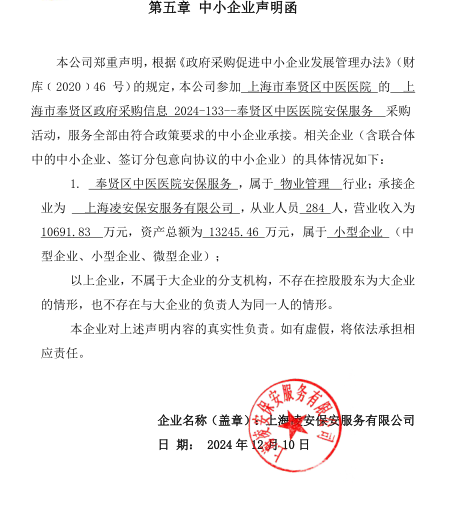 第五章 中小企业声明函
本公司郑重声明，根据《政府采购促进中小企业发展管理办法》（财
库﹝2020﹞46 号）的规定，本公司参加 上海市奉贤区中医医院 的 上
海市奉贤区政府采购信息 2024-133--奉贤区中医医院安保服务 采购
活动，服务全部由符合政策要求的中小企业承接。相关企业（含联合体
中的中小企业、签订分包意向协议的中小企业）的具体情况如下：
1. 奉贤区中医医院安保服务 ，属于 物业管理 行业；承接企
业为 上海凌安保安服务有限公司 ，从业人员 284 人，营业收入为
10691.83 万元，资产总额为 13245.46 万元，属于 小型企业 （中
型企业、小型企业、微型企业）；
以上企业，不属于大企业的分支机构，不存在控股股东为大企业
的情形，也不存在与大企业的负责人为同一人的情形。
本企业对上述声明内容的真实性负责。如有虚假，将依法承担相
应责任。
企业名称（盖章）：上海凌安保安服务有限公司
日 期： 2024 年 12 月 10 日
上海凌安保安服务有限公司